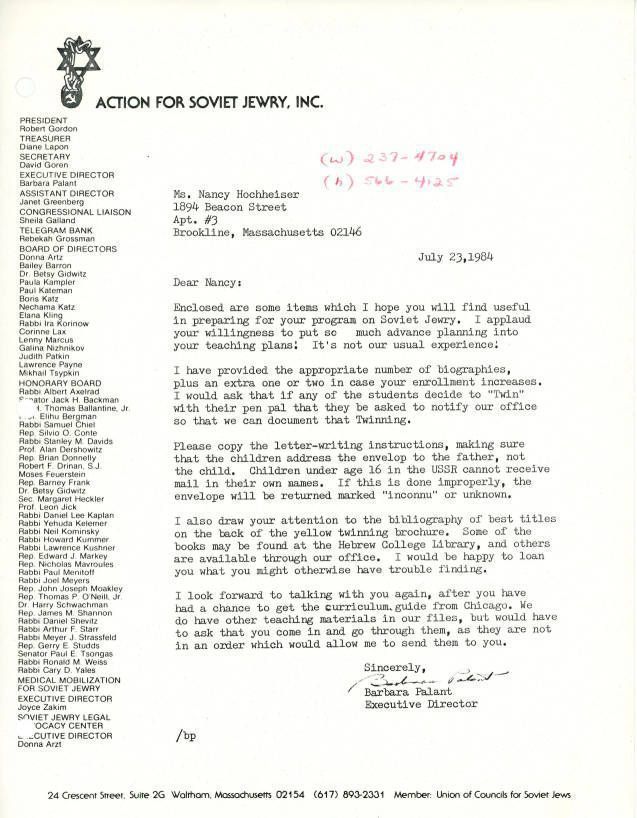 ACTION FOR SOVIET JEWRY, INC.
PRESIDENT
Robert Gordon
TREASURER
Diane Lapon
SECRETARY
David Goren
EXECUTIVE DIRECTOR
Barbara Palant
ASSISTANT DIRECTOR
Janet Greenberg
CONGRESSIONAL LIAISON
Sheila Galland
TELEGRAM BANK
Rebekah Grossman
BOARD OF DIRECTORS
Donna Artz
Bailey Barron
Dr. Betsy Gidwitz
Paula Kampler
Paul Kateman
Boris Katz
Nechama Katz
Elana Kling
Rabbi Ira Korinow
Corinne Lax
Lenny Marcus
Galina Nizhnikov
Judith Patkin
Lawrence Payne
Mikhail Tsypkin
HONORARY BOARD
Rabbi Albert Axelrad
ator Jack H. Backman
H. Thomas Ballantine, Jr.
Elihu Bergman
Rabbi Samuel Chiel
Rep. Silvio O. Conte
Rabbi Stanley M. Davids
Prof. Alan Dershowitz
Rep. Brian Donnelly
Robert F. Drinan, S.J.
Moses Feuerstein
Rep. Barney Frank
Dr. Betsy Gidwitz
Sec. Margaret Heckler
Prof. Leon Jick
Rabbi Daniel Lee Kaplan
Rabbi Yehuda Kelemer
Rabbi Neil Kominsky
Rabbi Howard Kummer
Rabbi Lawrence Kushner
Rep. Edward J. Markey
Rep. Nicholas Mavroules
Rabbi Paul Menitoff
Rabbi Joel Meyers
Rep. John Joseph Moakley
Rep. Thomas P. O'Neill, Jr.
Dr. Harry Schwachman
Rep. James M. Shannon
Rabbi Daniel Shevitz
Rabbi Arthur F. Starr
Rabbi Meyer J. Strassfeld
Rep. Gerry E. Studds
Senator Paul E. Tsongas
Rabbi Ronald M. Weiss
Rabbi Cary D. Yales
MEDICAL MOBILIZATION
FOR SOVIET JEWRY
EXECUTIVE DIRECTOR
Joyce Zakim
SOVIET JEWRY LEGAL
OCACY CENTER
CUTIVE DIRECTOR
Donna Arzt
(w) 237-4704
(h) 566-4125
Ms. Nancy Hochheiser
1894 Beacon Street
Apt. #3
Brookline, Massachusetts 02146
July 23,1984
Dear Nancy:
Enclosed are some items which I hope you will find useful
in preparing for your program on Soviet Jewry. I applaud
your willingness to put so much advance planning into
your teaching plans! It's not our usual experience!
I have provided the appropriate number of biographies,
plus an extra one or two in case your enrollment increases.
I would ask that if any of the students decide to "Twin"
with their pen pal that they be asked to notify our office
so that we can document that Twinning.
Please copy the letter-writing instructions, making sure
that the children address the envelop to the father, not
the child. Children under age 16 in the USSR cannot receive
mail in their own names. If this is done improperly, the
envelope will be returned marked "inconnu" or unknown.
I also draw your attention to the bibliography of best titles
on the back of the yellow twinning brochure. Some of the
books may be found at the Hebrew College Library, and others
are available through our office. I would be happy to loan
you what you might otherwise have trouble finding.
I look forward to talking with you again, after you have
had a chance to get the curriculum guide from Chicago. We
do have other teaching materials in our files, but would have
to ask that you come in and go through them, as they are not
in an order which would allow me to send them to you.
Sincerely,
Barbara Palant
Barbara Palant
Executive Director
/bp
24 Crescent Street, Suite 2G Waltham, Massachusetts 02154 (617) 893-2331 Member: Union of Councils for Soviet Jews